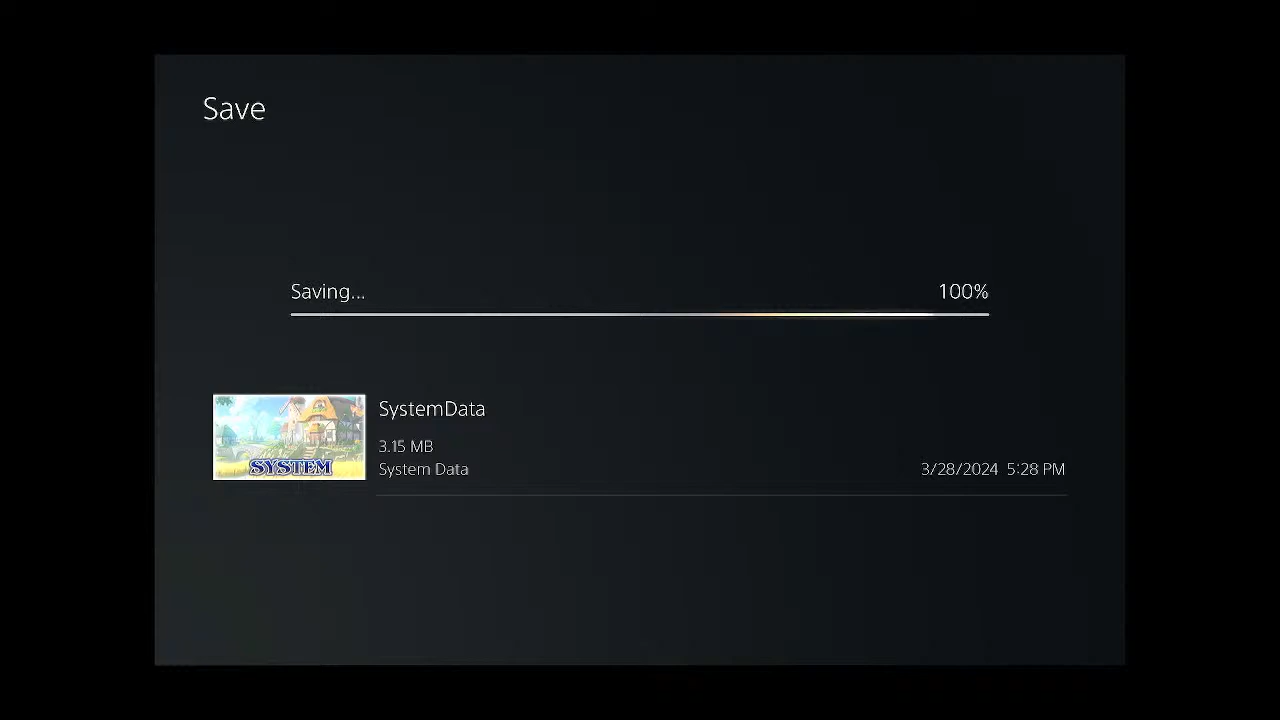 Save
Saving...
100%
SYSTEM
SystemData
3.15 MB
System Data
3/28/2024 5:28 PM